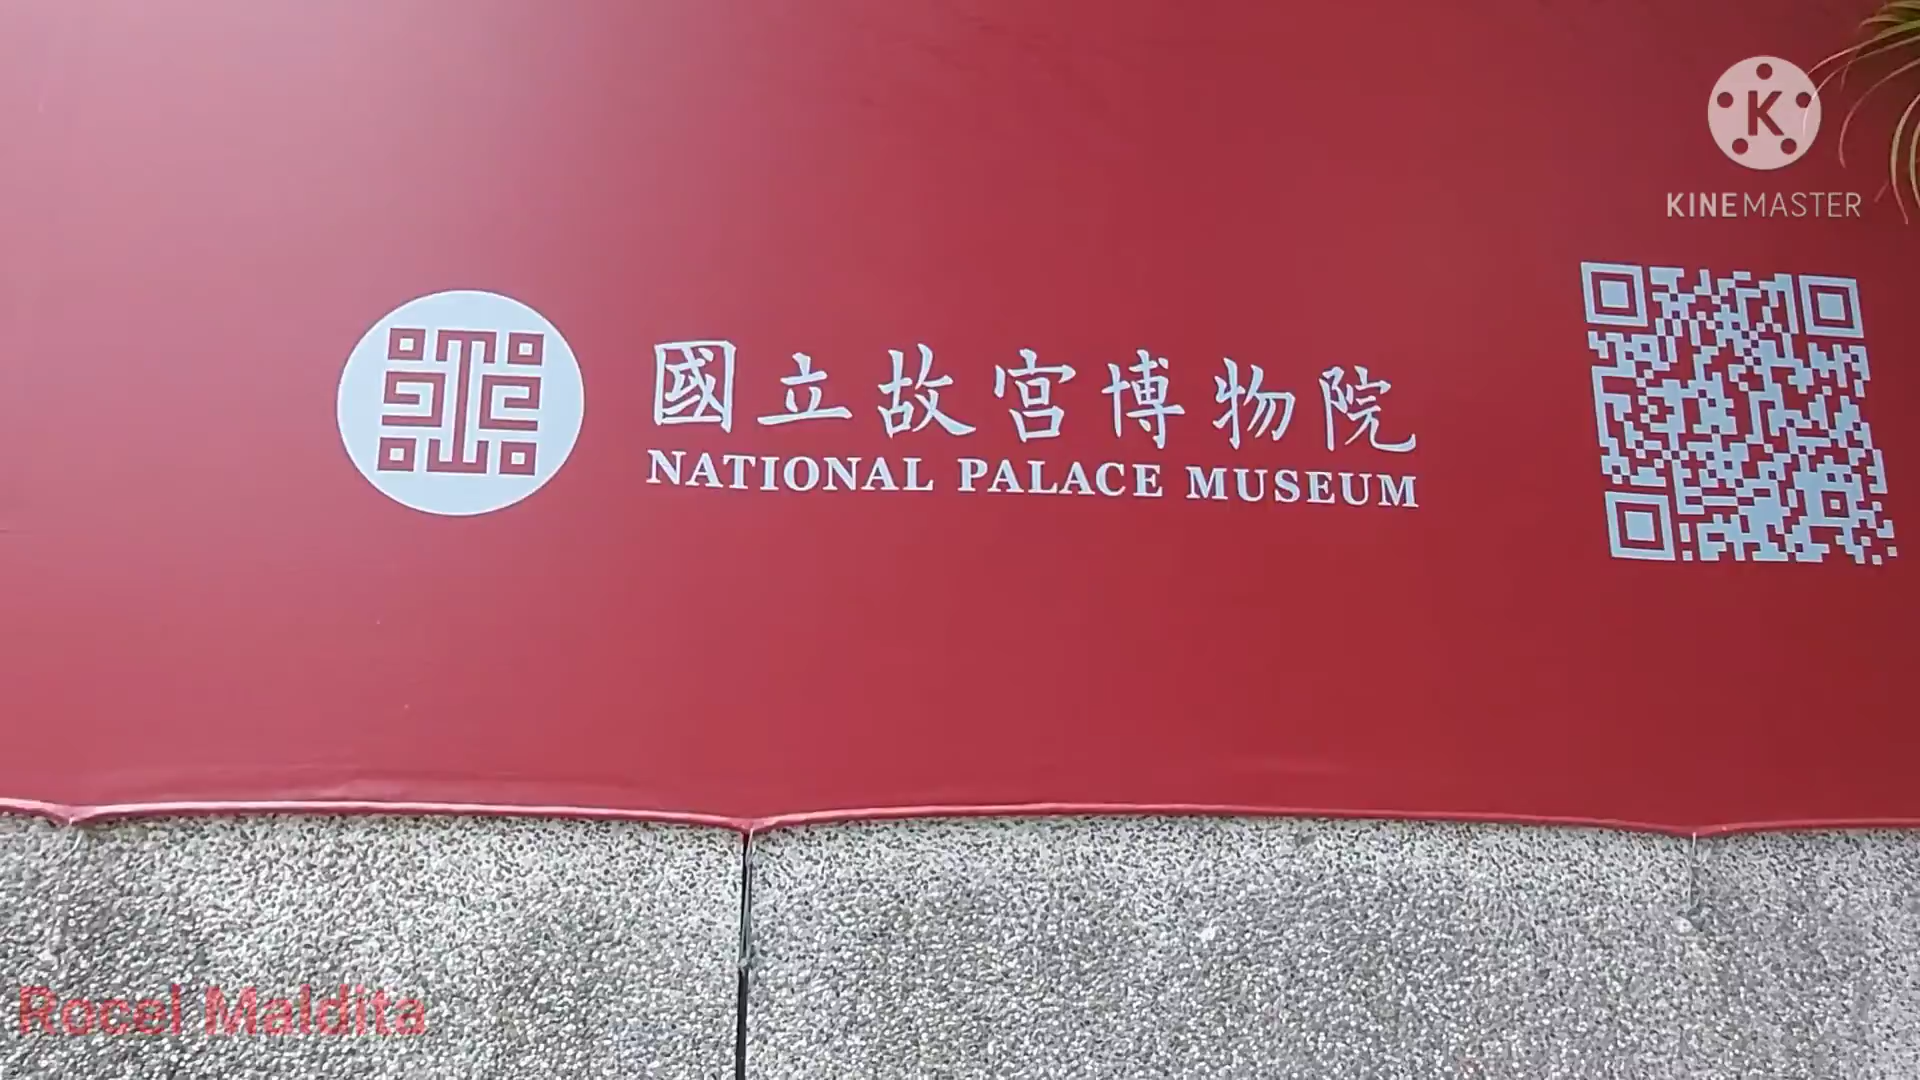 K
KINEMASTER
國立故宮博物院
NATIONAL PALACE MUSEUM
Rocel Maldita